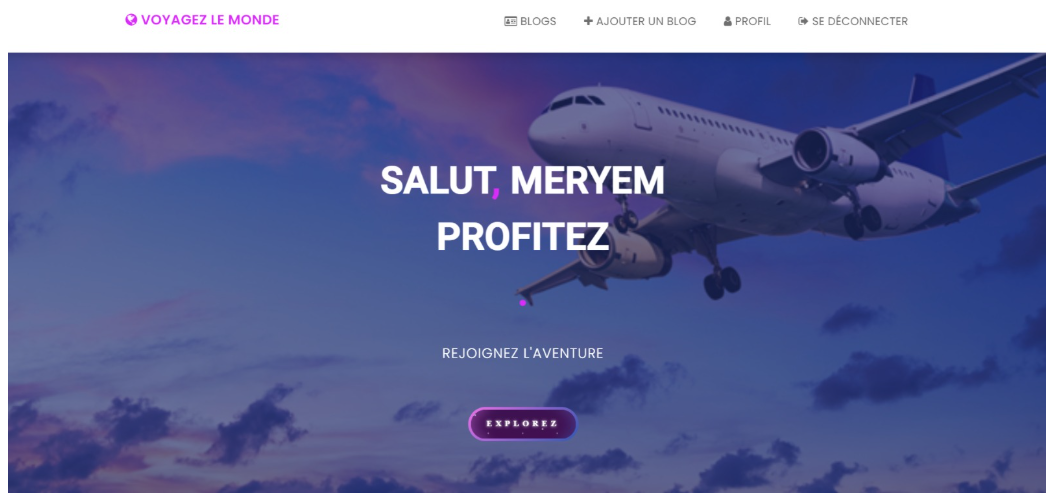 VOYAGEZ LE MONDE
BLOGS
AJOUTER UN BLOG
PROFIL
SE DÉCONNECTER
SALUT, MERYEM
PROFITEZ
.
REJOIGNEZ L'AVENTURE
EXPLOREZ